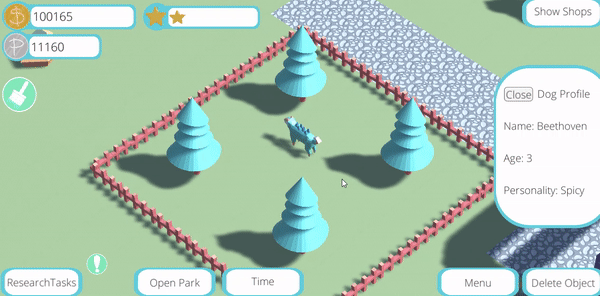 100165
Show Shops
11160
Close Dog Profile
Name: Beethoven
Age: 3
Personality: Spicy
ResearchTasks
Open Park
Time
Menu
Delete Object